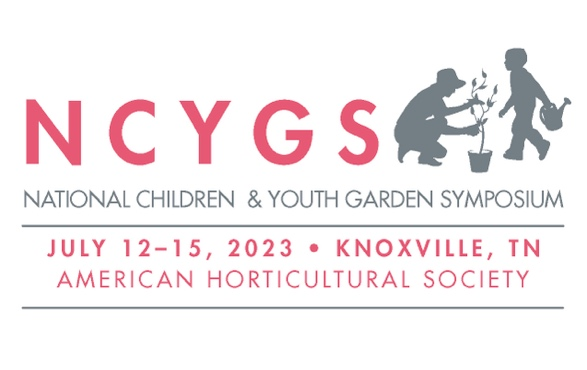 NCYGS
NATIONAL CHILDREN & YOUTH GARDEN SYMPOSIUM
JULY 12–15, 2023 • KNOXVILLE, TN
AMERICAN HORTICULTURAL SOCIETY